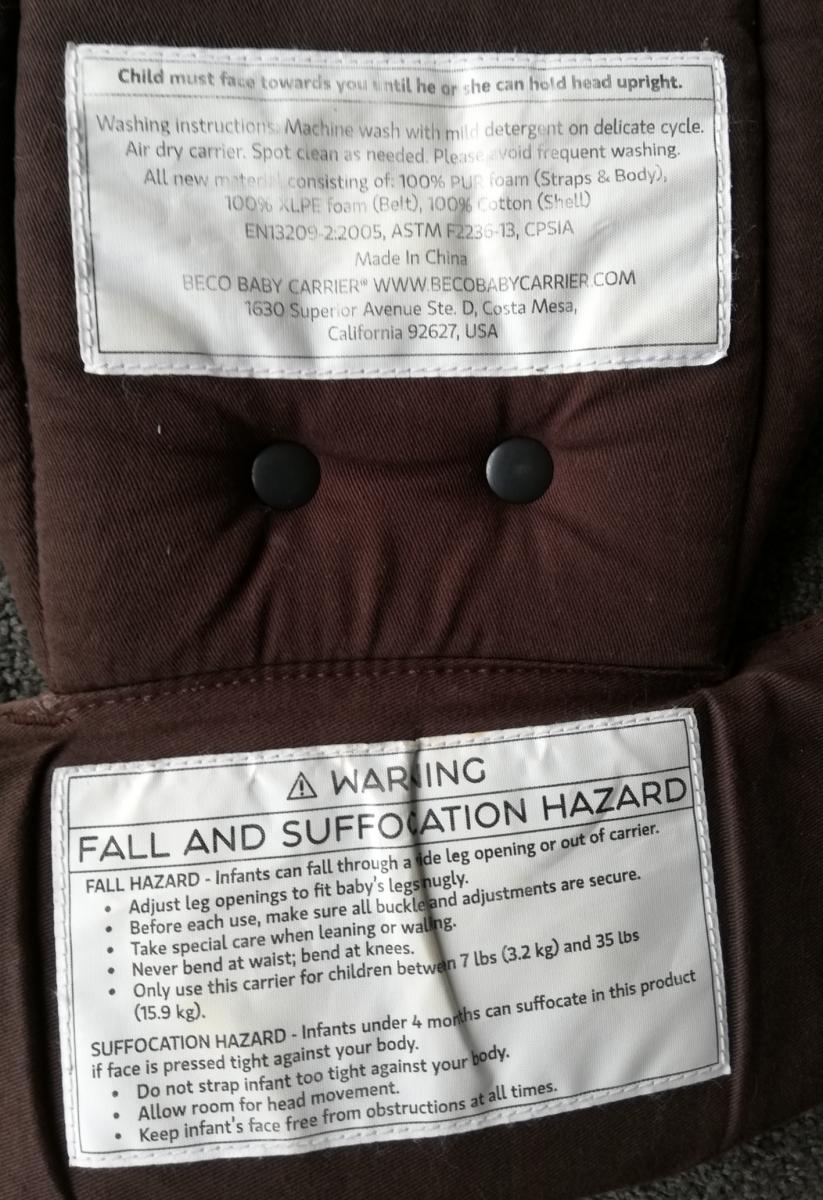 Child must face towards you until he or she can hold head upright.
Washing instructions: Machine wash with mild detergent on delicate cycle.
Air dry carrier. Spot clean as needed. Please avoid frequent washing.
All new material consisting of: 100% PUR foam (Straps & Body),
100% XLPE foam (Belt), 100% Cotton (Shell)
EN13209-2:2005, ASTM F2236-13, CPSIA
Made In China
BECO BABY CARRIER® WWW.BECOBABYCARRIER.COM
1630 Superior Avenue Ste. D, Costa Mesa,
California 92627, USA
⚠ WARNING
FALL AND SUFFOCATION HAZARD
FALL HAZARD - Infants can fall through a wide leg opening or out of carrier.
• Adjust leg openings to fit baby's legs snugly.
• Before each use, make sure all buckle and adjustments are secure.
• Take special care when leaning or walking.
• Never bend at waist; bend at knees.
• Only use this carrier for children between 7 lbs (3.2 kg) and 35 lbs
(15.9 kg).
SUFFOCATION HAZARD - Infants under 4 months can suffocate in this product
if face is pressed tight against your body.
• Do not strap infant too tight against your body.
• Allow room for head movement.
• Keep infant's face free from obstructions at all times.